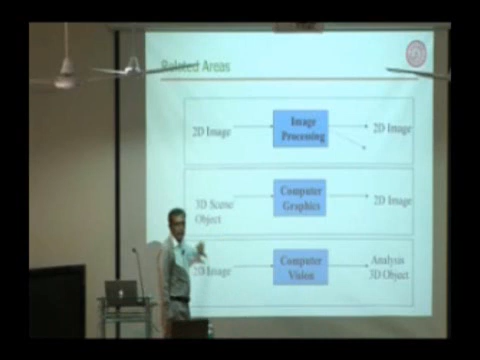 Related Areas
2D Image
Image
Processing
2D Image
3D Scene/
Object
Computer
Graphics
2D Image
2D Image
Computer
Vision
Analysis
3D Object